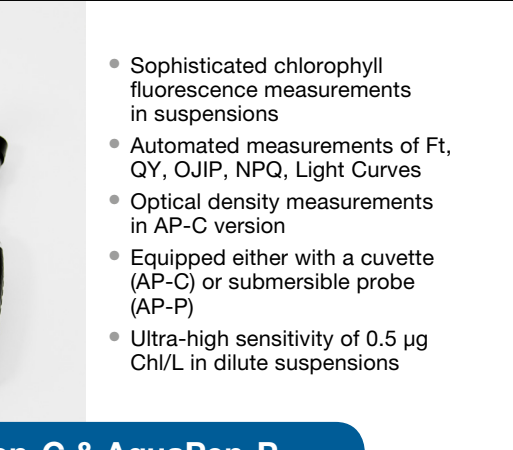 • Sophisticated chlorophyll
fluorescence measurements
in suspensions
• Automated measurements of Ft,
QY, OJIP, NPQ, Light Curves
• Optical density measurements
in AP-C version
• Equipped either with a cuvette
(AP-C) or submersible probe
(AP-P)
• Ultra-high sensitivity of 0.5 µg
Chl/L in dilute suspensions
C & AquaPen-P